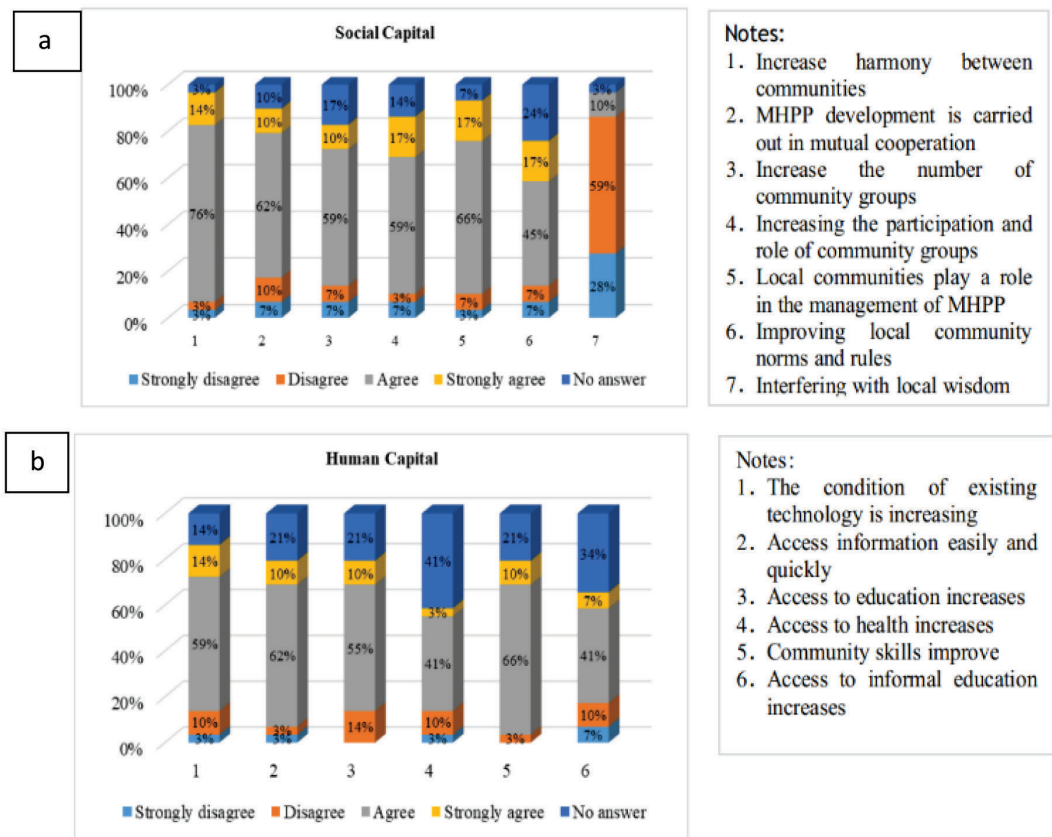 a
Social Capital
100%
80%
60%
40%
20%
0%
3% 10% 17% 14% 7% 24% 3%
14% 10% 10% 17% 17% 17% 10%
76% 62% 59% 59% 66% 45% 59%
3% 10% 7% 3% 7% 7% 28%
3% 7% 7% 7% 3% 7%
1 2 3 4 5 6 7
Strongly disagree Disagree Agree Strongly agree No answer
Notes:
1. Increase harmony between
communities
2. MHPP development is carried
out in mutual cooperation
3. Increase the number of
community groups
4. Increasing the participation and
role of community groups
5. Local communities play a role
in the management of MHPP
6. Improving local community
norms and rules
7. Interfering with local wisdom
b
Human Capital
100%
80%
60%
40%
20%
0%
14% 21% 21% 41% 21% 34%
14% 10% 10% 3% 10% 7%
59% 62% 55% 41% 66% 41%
10% 3% 14% 10% 3% 10%
3% 3% 3% 7%
1 2 3 4 5 6
Strongly disagree Disagree Agree Strongly agree No answer
Notes:
1. The condition of existing
technology is increasing
2. Access information easily and
quickly
3. Access to education increases
4. Access to health increases
5. Community skills improve
6. Access to informal education
increases